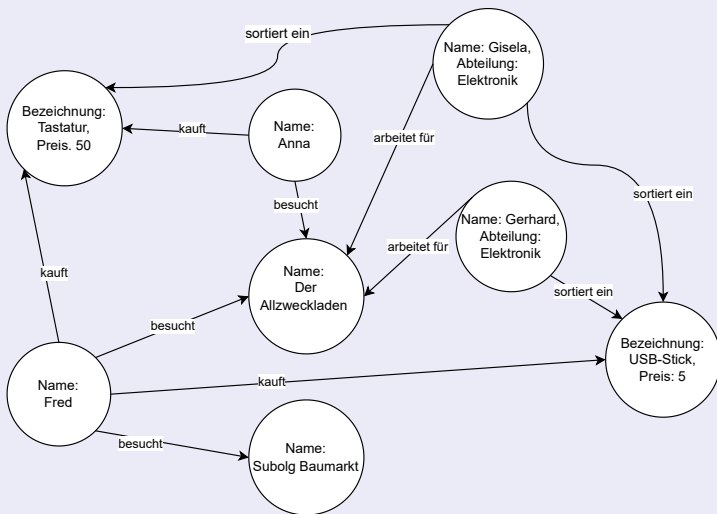 sortiert ein
Name: Gisela,
Abteilung:
Elektronik
Bezeichnung:
Tastatur,
Preis. 50
kauft
Name:
Anna
arbeitet für
sortiert ein
besucht
Name: Gerhard,
Abteilung:
Elektronik
arbeitet für
Name:
Der
Allzweckladen
kauft
sortiert ein
besucht
Bezeichnung:
USB-Stick,
Preis: 5
Name:
Fred
kauft
besucht
Name:
Subolg Baumarkt